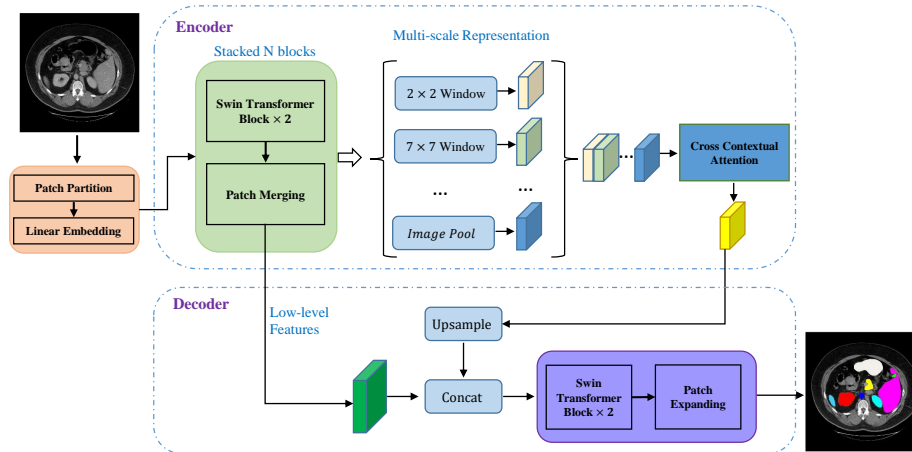 Encoder
Stacked N blocks
Multi-scale Representation
Swin Transformer
Block × 2
Patch Merging
2 × 2 Window
7 × 7 Window
... ...
Image Pool
...
Cross Contextual
Attention
Patch Partition
Linear Embedding
Decoder
Low-level
Features
Upsample
Concat
Swin
Transformer
Block × 2
Patch
Expanding